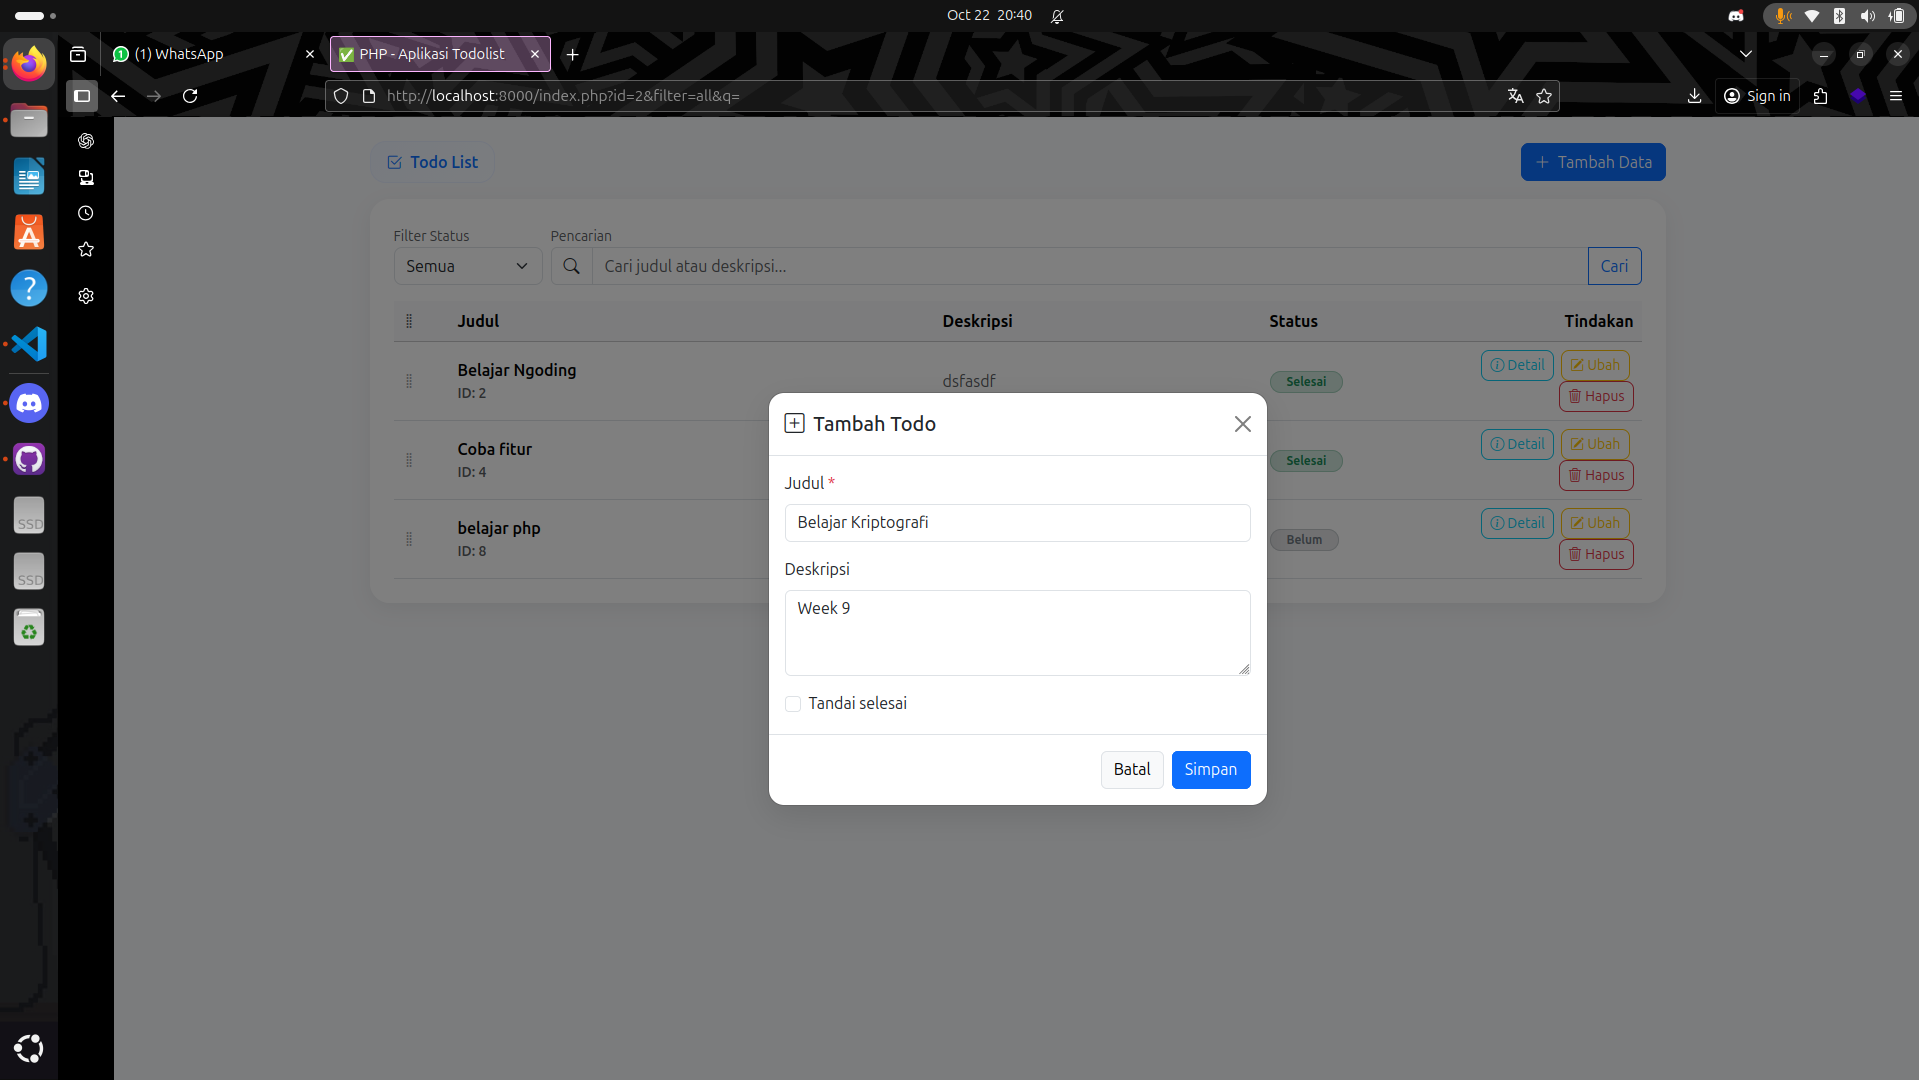 Oct 22 20:40
(1) WhatsApp
PHP - Aplikasi Todolist
http://localhost:8000/index.php?id=2&filter=all&q=
Sign in
Todo List
Tambah Data
Filter Status
Pencarian
Semua
Cari judul atau deskripsi...
Cari
Judul Deskripsi Status Tindakan
Belajar Ngoding
ID: 2
dsfasdf
Selesai
Detail
Ubah
Hapus
Coba fitur
ID: 4
Selesai
Detail
Ubah
Hapus
belajar php
ID: 8
Belum
Detail
Ubah
Hapus
Tambah Todo
Judul *
Belajar Kriptografi
Deskripsi
Week 9
Tandai selesai
Batal
Simpan
SSD
SSD